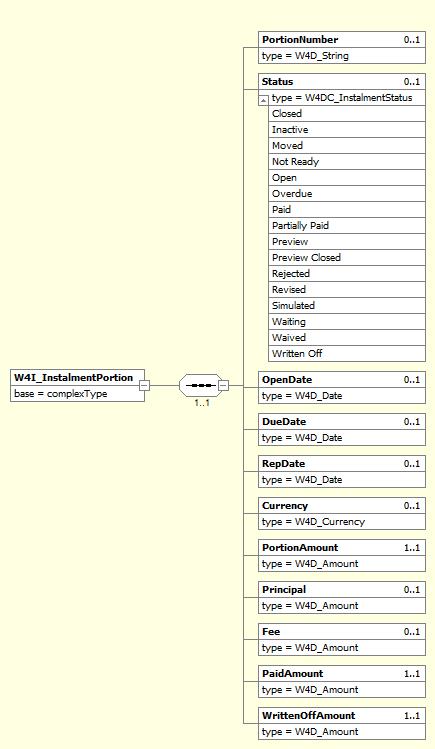 PortionNumber 0..1
type = W4D_String
Status 0..1
type = W4DC_InstalmentStatus
Closed
Inactive
Moved
Not Ready
Open
Overdue
Paid
Partially Paid
Preview
Preview Closed
Rejected
Revised
Simulated
Waiting
Waived
Written Off
W4I_InstalmentPortion
base = complexType
1..1
OpenDate 0..1
type = W4D_Date
DueDate 0..1
type = W4D_Date
RepDate 0..1
type = W4D_Date
Currency 0..1
type = W4D_Currency
PortionAmount 1..1
type = W4D_Amount
Principal 0..1
type = W4D_Amount
Fee 0..1
type = W4D_Amount
PaidAmount 1..1
type = W4D_Amount
WrittenOffAmount 1..1
type = W4D_Amount